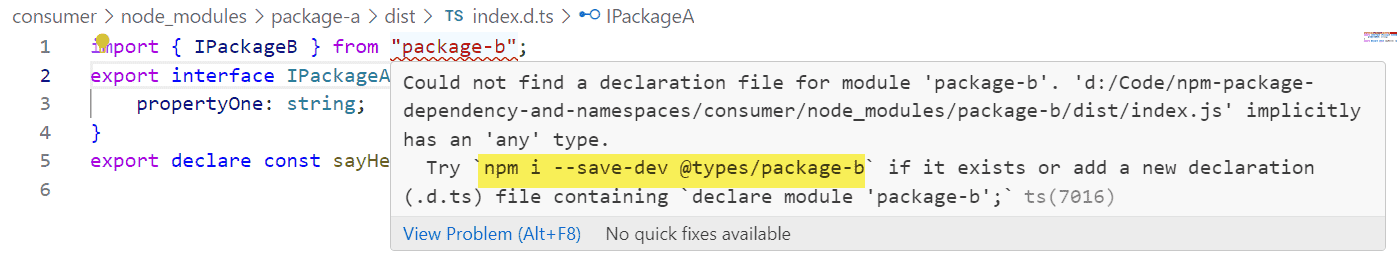 consumer > node_modules > package-a > dist > TS index.d.ts > IPackageA
1 import { IPackageB } from "package-b";
2 export interface IPackageA
3 propertyOne: string;
4 }
5 export declare const sayHe
6
Could not find a declaration file for module 'package-b'. 'd:/Code/npm-package-
dependency-and-namespaces/consumer/node_modules/package-b/dist/index.js' implicitly
has an 'any' type.
Try `npm i --save-dev @types/package-b` if it exists or add a new declaration
(.d.ts) file containing `declare module 'package-b';` ts(7016)
View Problem (Alt+F8) No quick fixes available